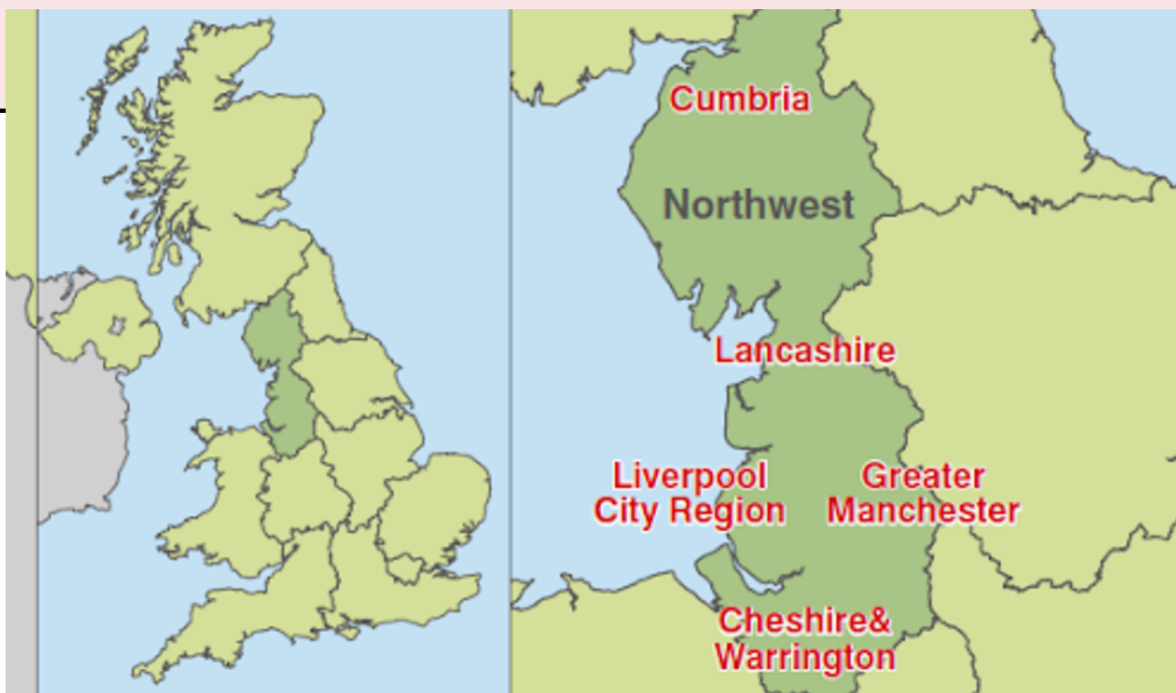 Cumbria
Northwest
Lancashire
Liverpool
City Region
Greater
Manchester
Cheshire&
Warrington